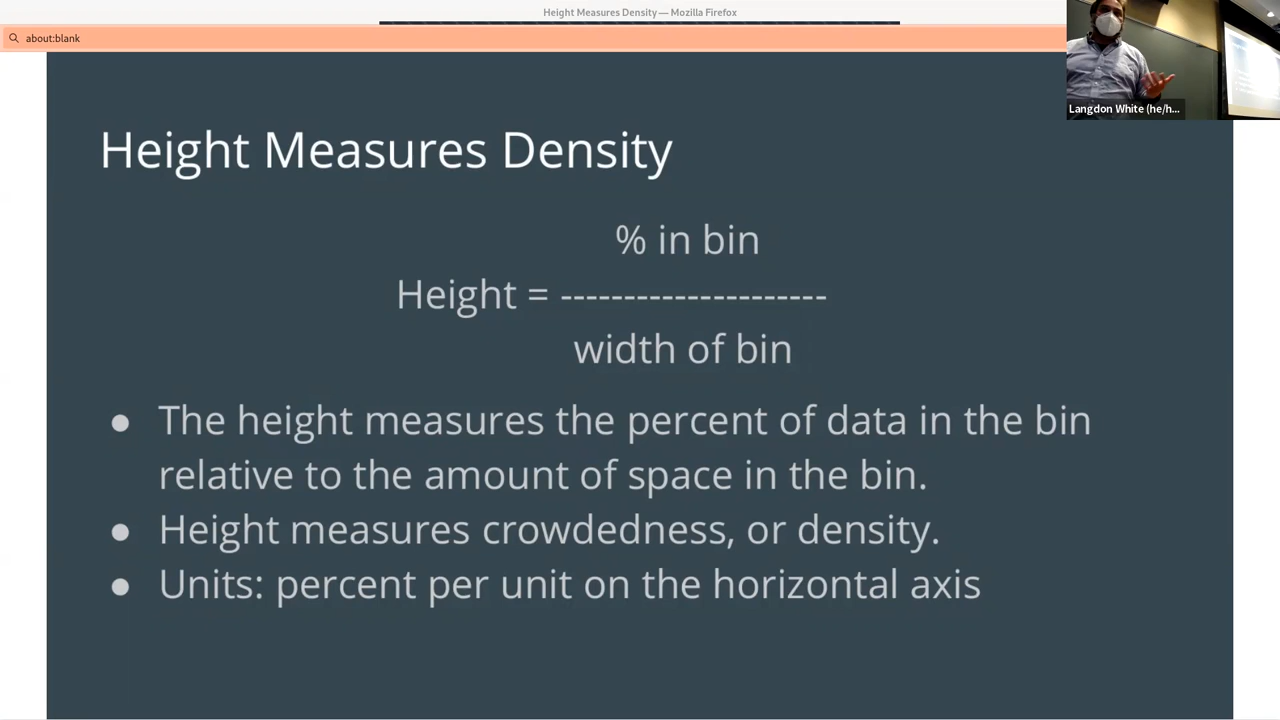 Height Measures Density — Mozilla Firefox
about:blank
Langdon White (he/h...
Height Measures Density
% in bin
Height = ---------------------
width of bin
● The height measures the percent of data in the bin
relative to the amount of space in the bin.
● Height measures crowdedness, or density.
● Units: percent per unit on the horizontal axis